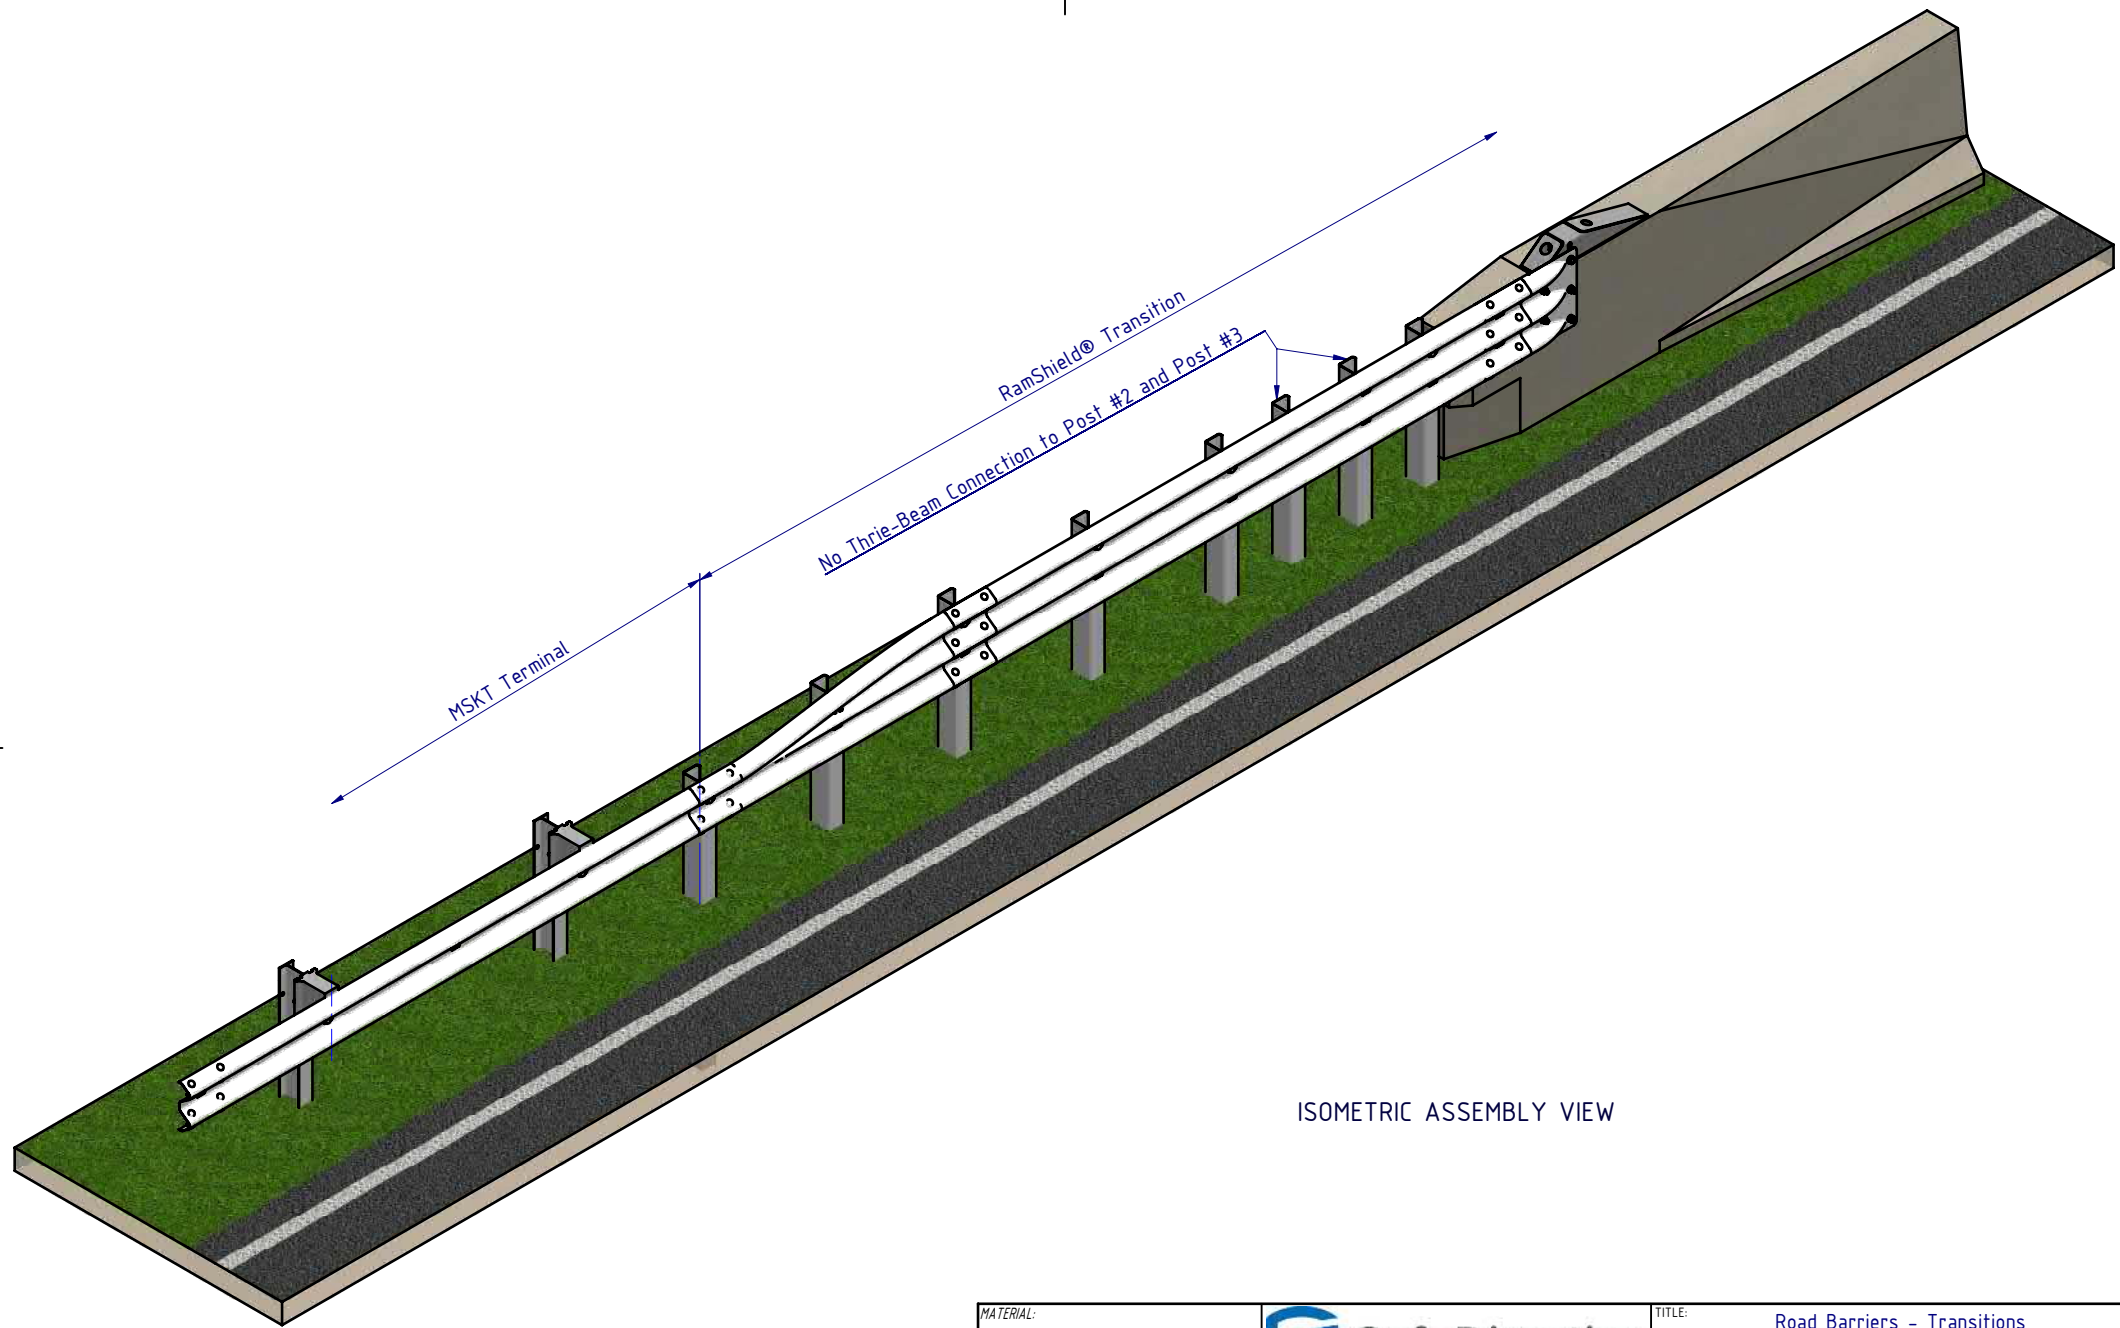 RamShield® Transition
No Thrie-Beam Connection to Post #2 and Post #3
MSKT Terminal
ISOMETRIC ASSEMBLY VIEW
MATERIAL:
TITLE:
Road Barriers - Transitions